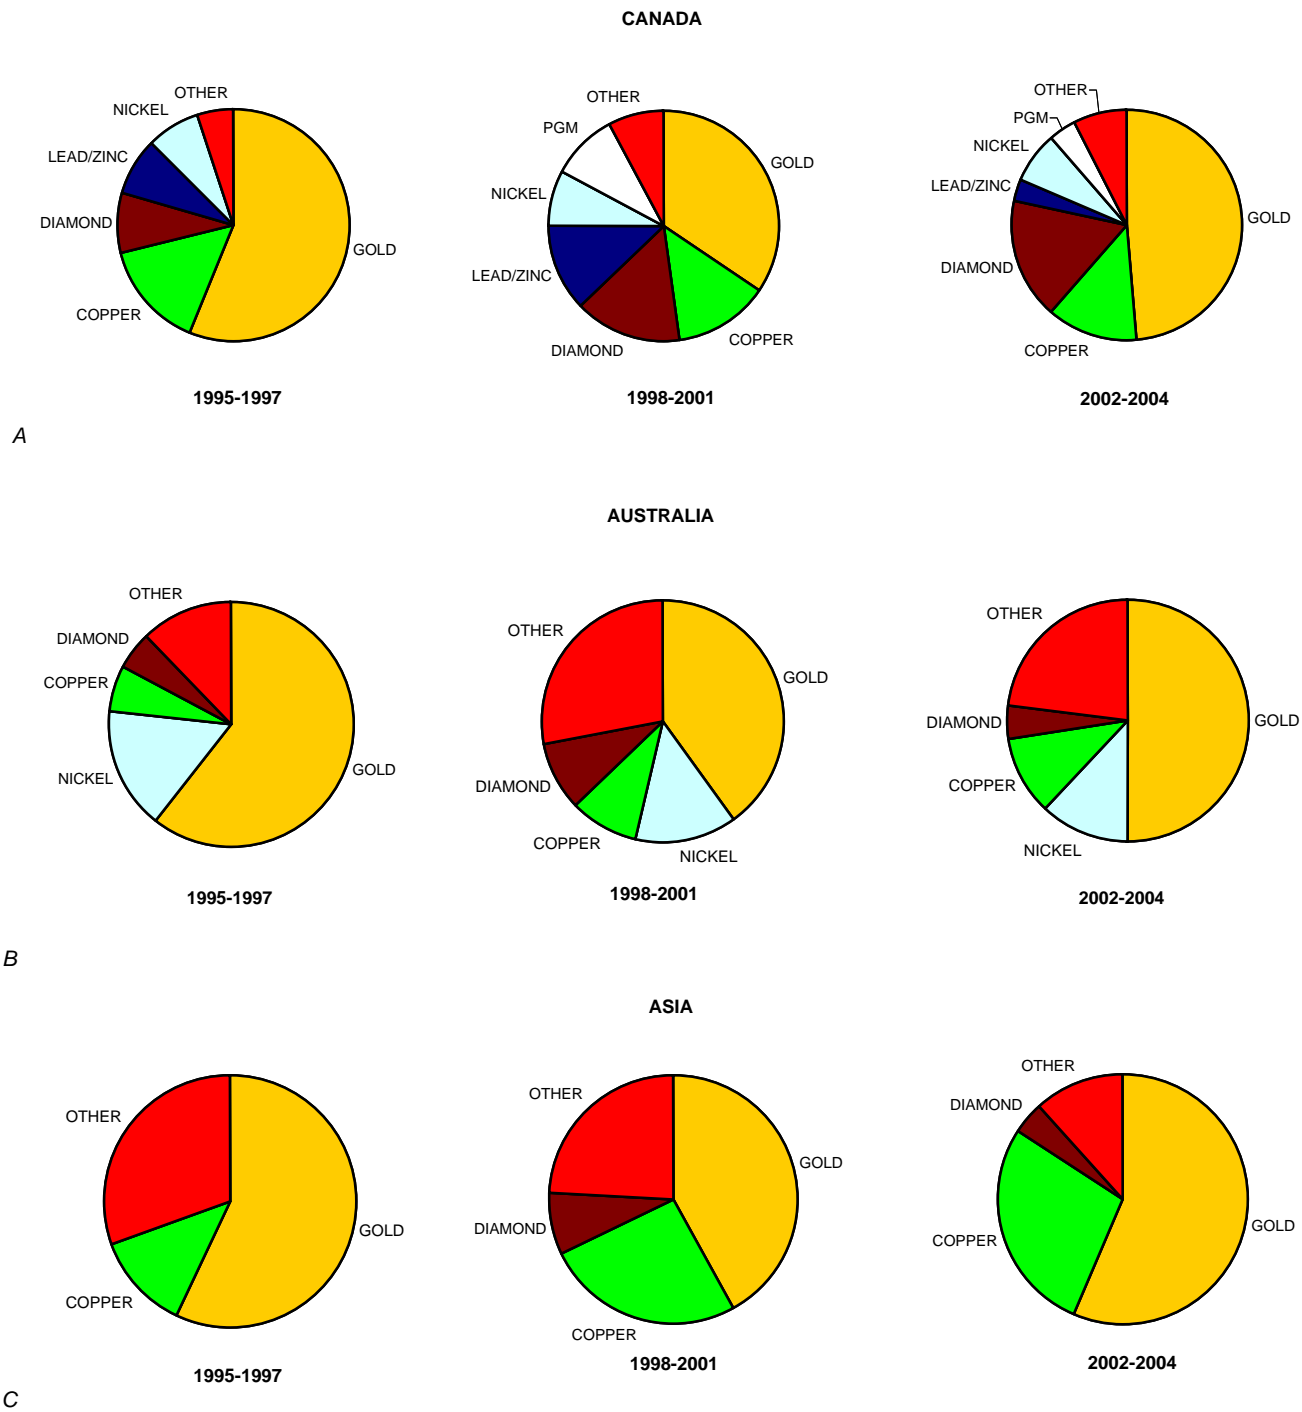 CANADA
OTHER
NICKEL
LEAD/ZINC
DIAMOND
COPPER
GOLD
1995-1997
OTHER
PGM
NICKEL
LEAD/ZINC
DIAMOND
COPPER
GOLD
1998-2001
OTHER
PGM
NICKEL
LEAD/ZINC
DIAMOND
COPPER
GOLD
2002-2004
A
AUSTRALIA
OTHER
DIAMOND
COPPER
NICKEL
GOLD
1995-1997
OTHER
DIAMOND
COPPER
NICKEL
GOLD
1998-2001
OTHER
DIAMOND
COPPER
NICKEL
GOLD
2002-2004
B
ASIA
OTHER
COPPER
GOLD
1995-1997
OTHER
DIAMOND
COPPER
GOLD
1998-2001
OTHER
DIAMOND
COPPER
GOLD
2002-2004
C